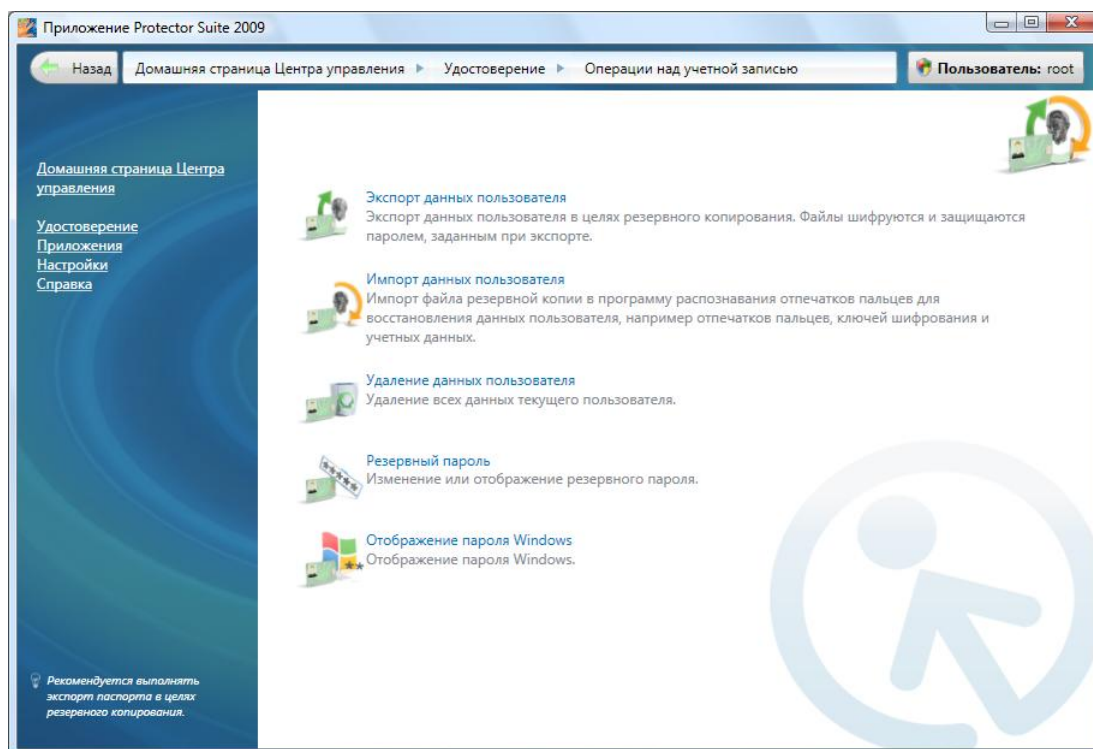 Приложение Protector Suite 2009
Назад
Домашняя страница Центра управления
Удостоверение
Операции над учетной записью
Пользователь: root
Домашняя страница Центра
управления
Удостоверение
Приложения
Настройки
Справка
Экспорт данных пользователя
Экспорт данных пользователя в целях резервного копирования. Файлы шифруются и защищаются
паролем, заданным при экспорте.
Импорт данных пользователя
Импорт файла резервной копии в программу распознавания отпечатков пальцев для
восстановления данных пользователя, например отпечатков пальцев, ключей шифрования и
учетных данных.
Удаление данных пользователя
Удаление всех данных текущего пользователя.
Резервный пароль
Изменение или отображение резервного пароля.
Отображение пароля Windows
Отображение пароля Windows.
Рекомендуется выполнять
экспорт паспорта в целях
резервного копирования.